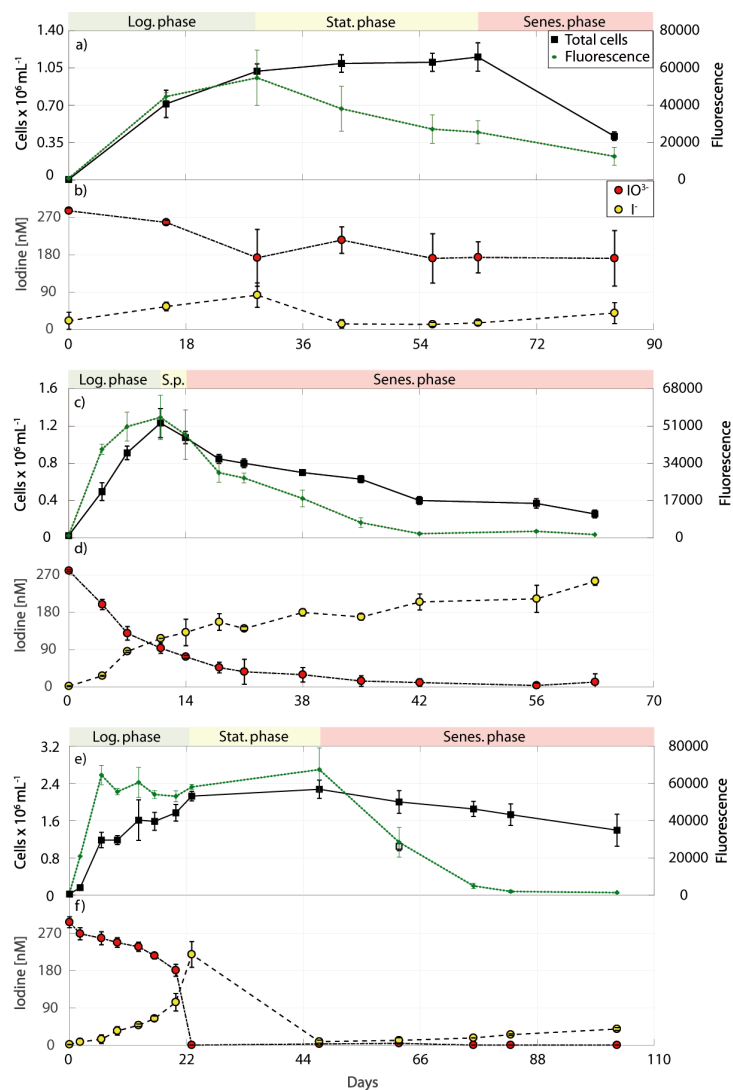 Log. phase Stat. phase Senes. phase
1.40 80000
a) Total cells
Fluorescence
1.05 60000
0.70 40000
0.35 20000
0 0
Cells x 10⁶ mL⁻¹
Fluorescence
b) IO³⁻
I⁻
270
180
90
0
Iodine [nM]
0 18 36 54 72 90
Log. phase S.p. Senes. phase
1.6 68000
c)
1.2 51000
0.8 34000
0.4 17000
0 0
Cells x 10⁶ mL⁻¹
Fluorescence
d)
270
180
90
0
Iodine [nM]
0 14 38 42 56 70
Log. phase Stat. phase Senes. phase
3.2 80000
e)
2.4 60000
1.6 40000
0.8 20000
0 0
Cells x 10⁶ mL⁻¹
Fluorescence
f)
270
180
90
0
Iodine [nM]
0 22 44 66 88 110
Days